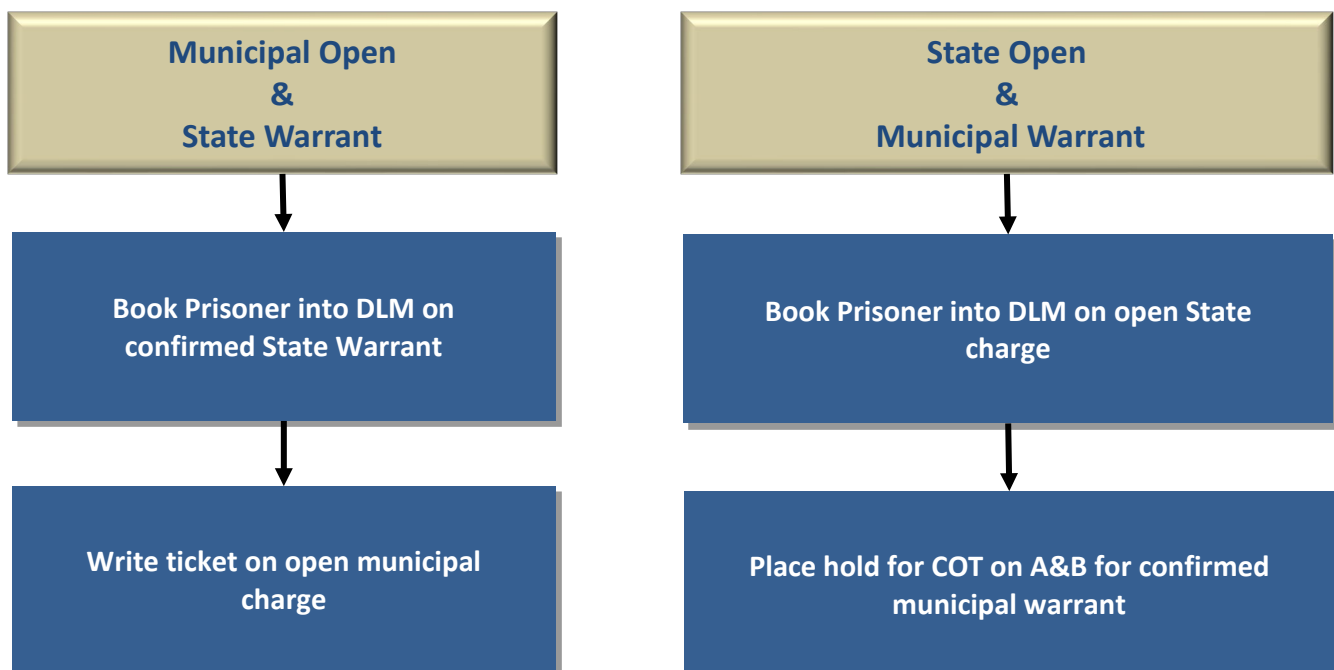 Municipal Open
&
State Warrant
Book Prisoner into DLM on
confirmed State Warrant
Write ticket on open municipal
charge
State Open
&
Municipal Warrant
Book Prisoner into DLM on open State
charge
Place hold for COT on A&B for confirmed
municipal warrant